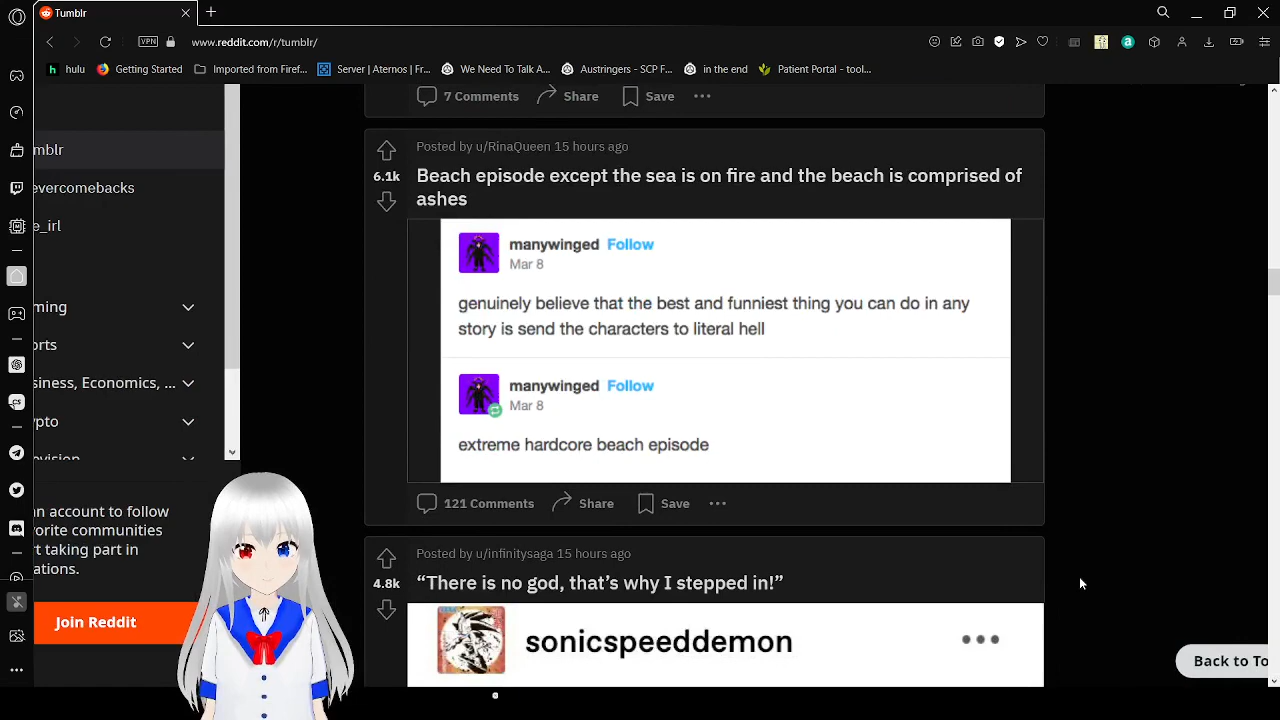 Tumblr
VPN
www.reddit.com/r/tumblr/
hulu
Getting Started
Imported from Firef...
Server | Aternos | Fr...
We Need To Talk A...
Austringers - SCP F...
in the end
Patient Portal - tool...
mblr
evercomebacks
e_irl
ming
orts
siness, Economics, ...
ypto
evision
an account to follow
vorite communities
rt taking part in
ations.
Join Reddit
7 Comments
Share
Save
Posted by u/RinaQueen 15 hours ago
6.1k
Beach episode except the sea is on fire and the beach is comprised of
ashes
manywinged Follow
Mar 8
genuinely believe that the best and funniest thing you can do in any
story is send the characters to literal hell
manywinged Follow
Mar 8
extreme hardcore beach episode
121 Comments
Share
Save
Posted by u/infinitysaga 15 hours ago
4.8k
“There is no god, that’s why I stepped in!”
sonicspeeddemon
Back to To